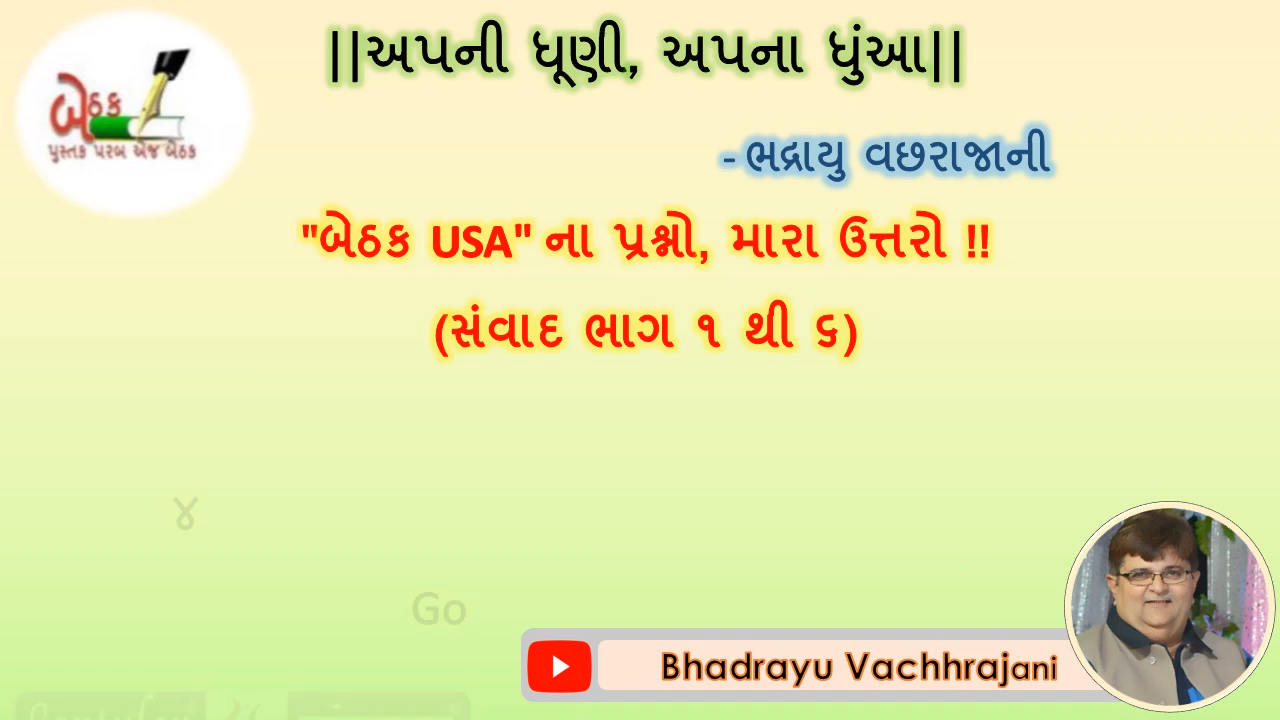 ||અપની ધૂણી, અપના ધુંઆ||
બેઠક
પુસ્તક પરબ એજ બેઠક
- ભદ્રાયુ વછરાજાની
"બેઠક USA" ના પ્રશ્નો, મારા ઉત્તરો !!
(સંવાદ ભાગ ૧ થી ૬)
૪
Go
Bhadrayu Vachhrajani